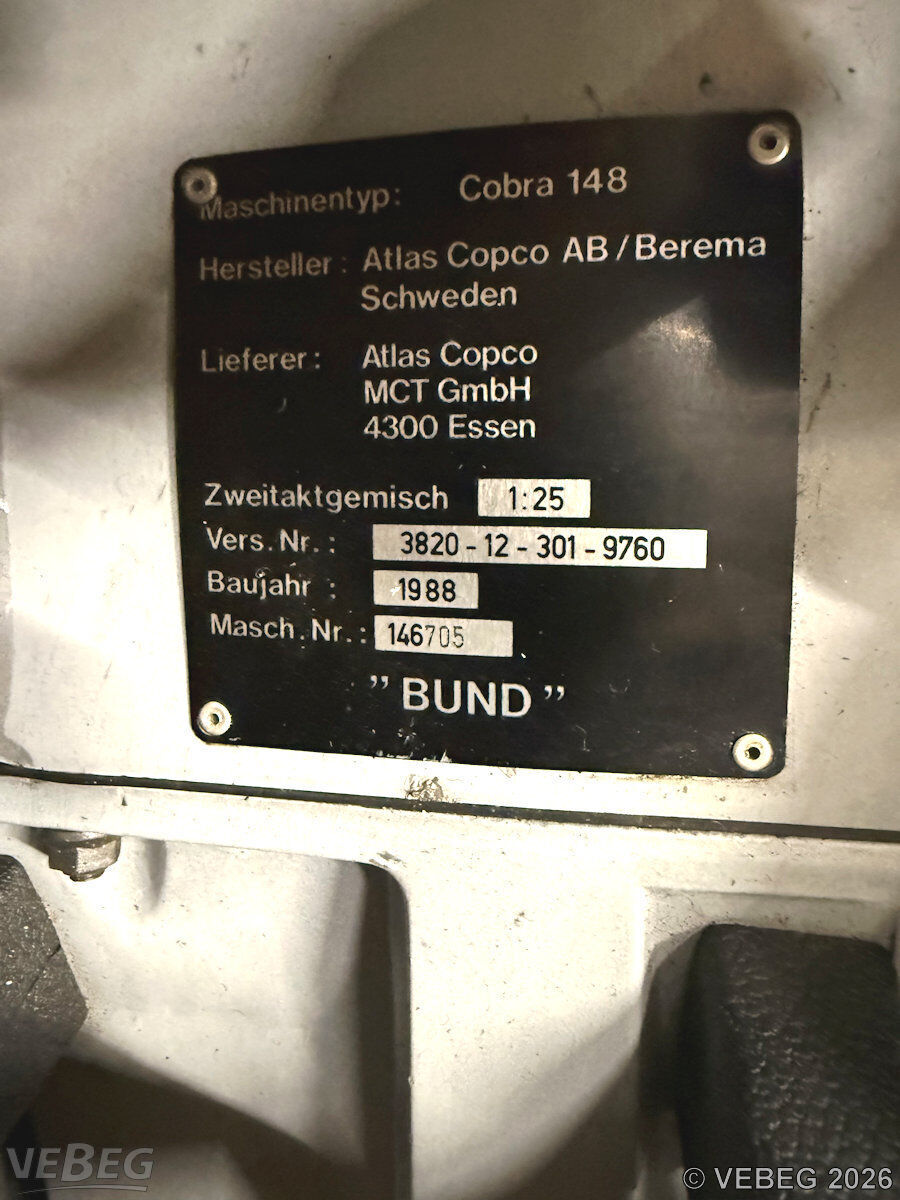 Maschinentyp: Cobra 148
Hersteller: Atlas Copco AB / Berema
Schweden
Lieferer: Atlas Copco
MCT GmbH
4300 Essen
Zweitaktgemisch 1:25
Vers. Nr.: 3820 - 12 - 301 - 9760
Baujahr : 1988
Masch. Nr.: 146705
" BUND "
VEBEG
© VEBEG 2026